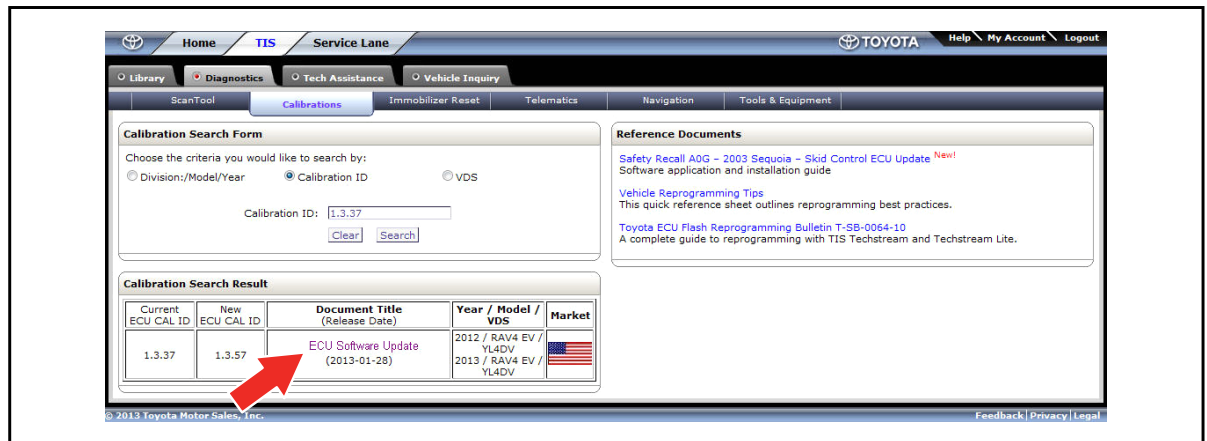 Home TIS Service Lane TOYOTA Help My Account Logout
Library Diagnostics Tech Assistance Vehicle Inquiry
ScanTool Calibrations Immobilizer Reset Telematics Navigation Tools & Equipment
Calibration Search Form
Choose the criteria you would like to search by:
Division:/Model/Year Calibration ID VDS
Calibration ID: 1.3.37
Clear Search
Reference Documents
Safety Recall A0G – 2003 Sequoia – Skid Control ECU Update New!
Software application and installation guide
Vehicle Reprogramming Tips
This quick reference sheet outlines reprogramming best practices.
Toyota ECU Flash Reprogramming Bulletin T-SB-0064-10
A complete guide to reprogramming with TIS Techstream and Techstream Lite.
Calibration Search Result
Current
ECU CAL ID
New
ECU CAL ID
Document Title
(Release Date)
Year / Model /
VDS
Market
1.3.37
1.3.57
ECU Software Update
(2013-01-28)
2012 / RAV4 EV /
YL4DV
2013 / RAV4 EV /
YL4DV
© 2013 Toyota Motor Sales, Inc. Feedback Privacy Legal